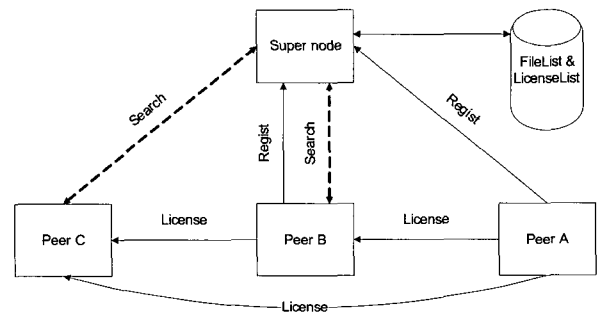 Super node
FileList &
LicenseList
Search
Regist
Search
Regist
Peer C
License
Peer B
License
Peer A
License